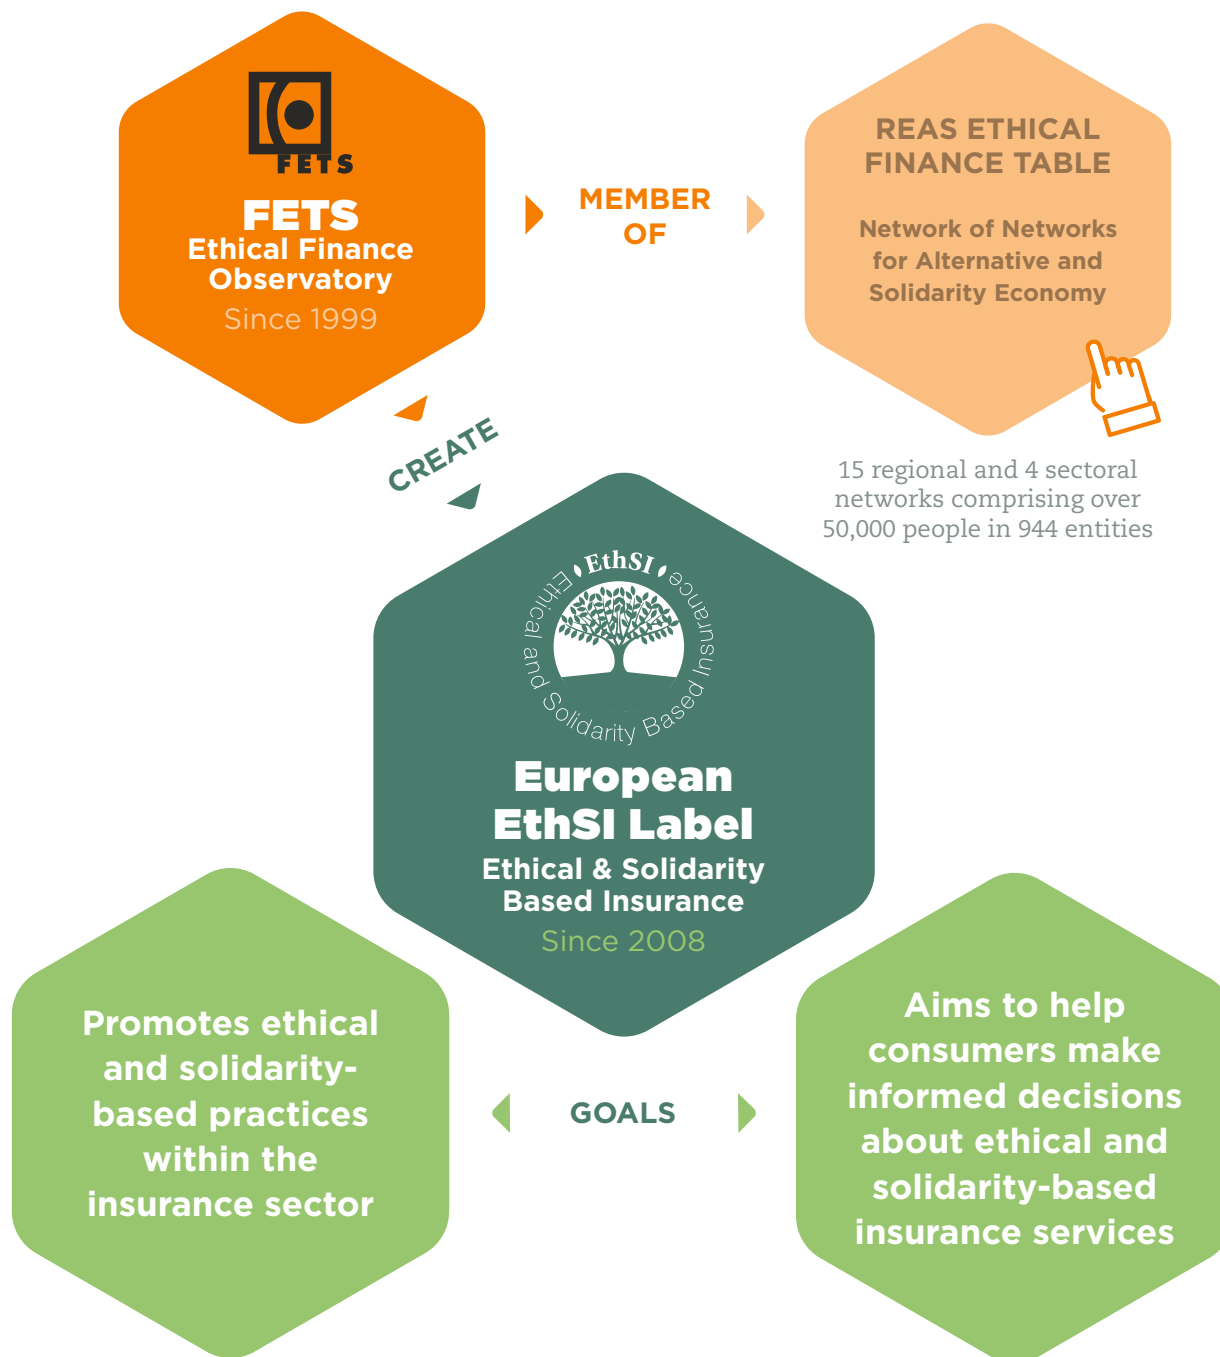 FETS
FETS
Ethical Finance
Observatory
Since 1999
MEMBER
OF
REAS ETHICAL
FINANCE TABLE
Network of Networks
for Alternative and
Solidarity Economy
15 regional and 4 sectoral
networks comprising over
50,000 people in 944 entities
CREATE
EthSI
Ethical and Solidarity Based Insurance
European
EthSI Label
Ethical & Solidarity
Based Insurance
Since 2008
GOALS
Promotes ethical
and solidarity-
based practices
within the
insurance sector
Aims to help
consumers make
informed decisions
about ethical and
solidarity-based
insurance services